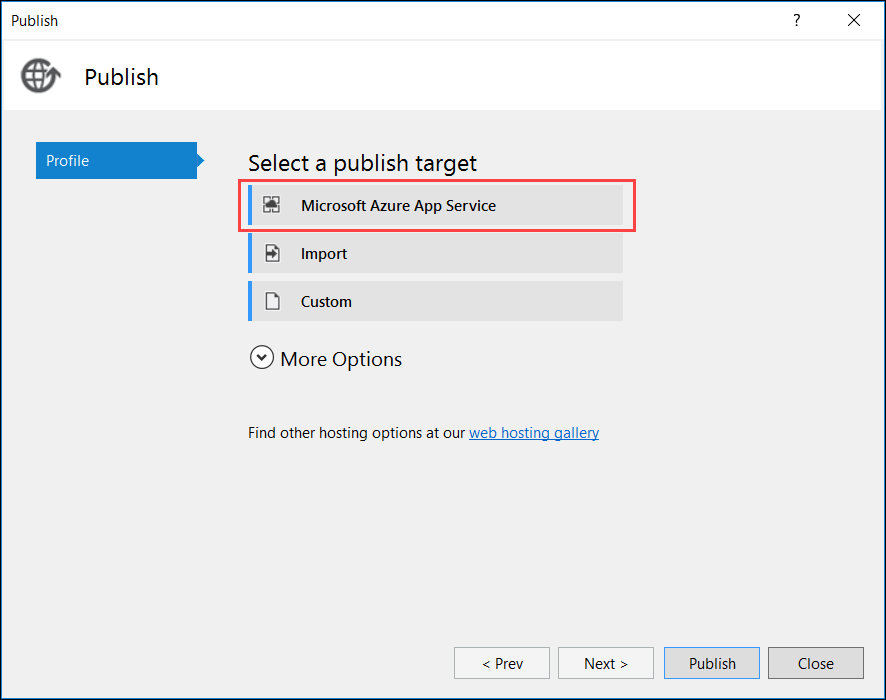 Publish
?
Publish
Profile
Select a publish target
Microsoft Azure App Service
Import
Custom
More Options
Find other hosting options at our web hosting gallery
< Prev
Next >
Publish
Close